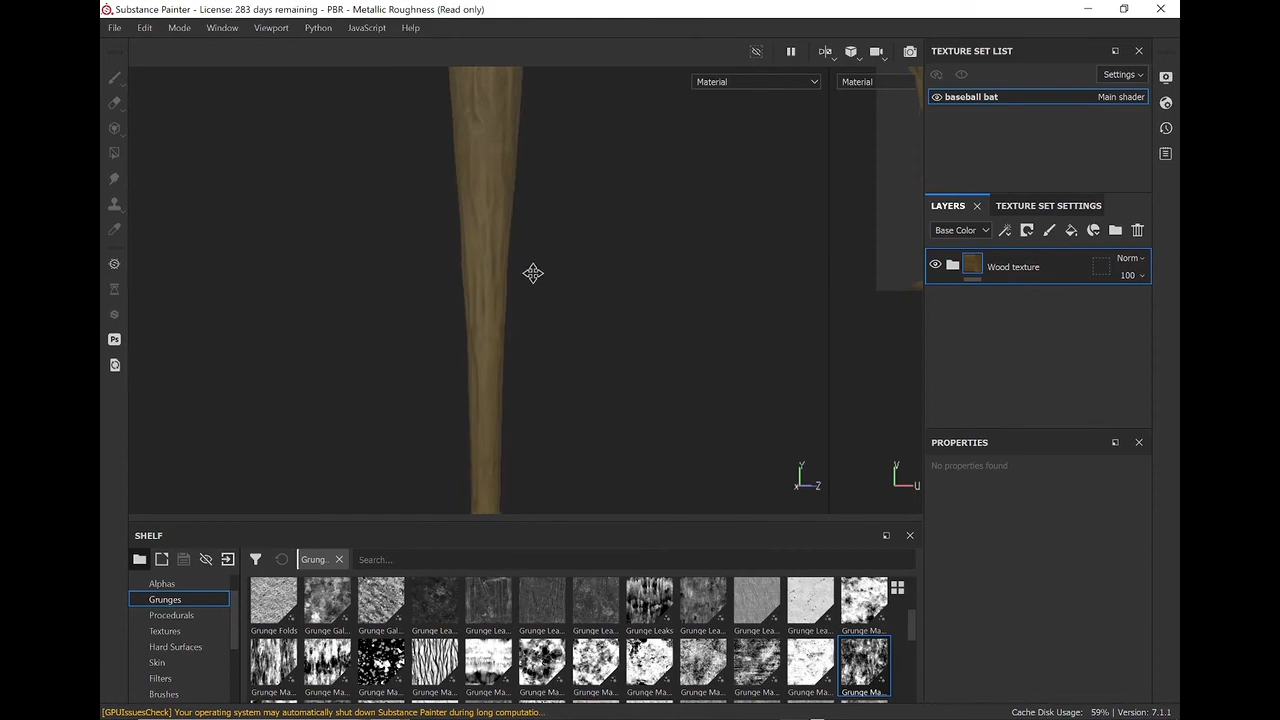 Substance Painter - License: 283 days remaining - PBR - Metallic Roughness (Read only)
File Edit Mode Window Viewport Python JavaScript Help
Material
Material
TEXTURE SET LIST
Settings
baseball bat Main shader
LAYERS TEXTURE SET SETTINGS
Base Color
Wood texture
Norm
100
PROPERTIES
No properties found
Ps
Y
X Z
V
U
SHELF
Grung..
Search...
Alphas
Grunges
Procedurals
Textures
Hard Surfaces
Skin
Filters
Brushes
Grunge Folds Grunge Gal... Grunge Gal... Grunge Lea... Grunge Lea... Grunge Lea... Grunge Lea... Grunge Leaks Grunge Lea... Grunge Lea... Grunge Lea... Grunge Ma...
Grunge Ma... Grunge Ma... Grunge Ma... Grunge Ma... Grunge Ma... Grunge Ma... Grunge Ma... Grunge Ma... Grunge Ma... Grunge Ma... Grunge Ma... Grunge Ma...
[GPUIssuesCheck] Your operating system may automatically shut down Substance Painter during long computatio...
Cache Disk Usage: 59% | Version: 7.1.1